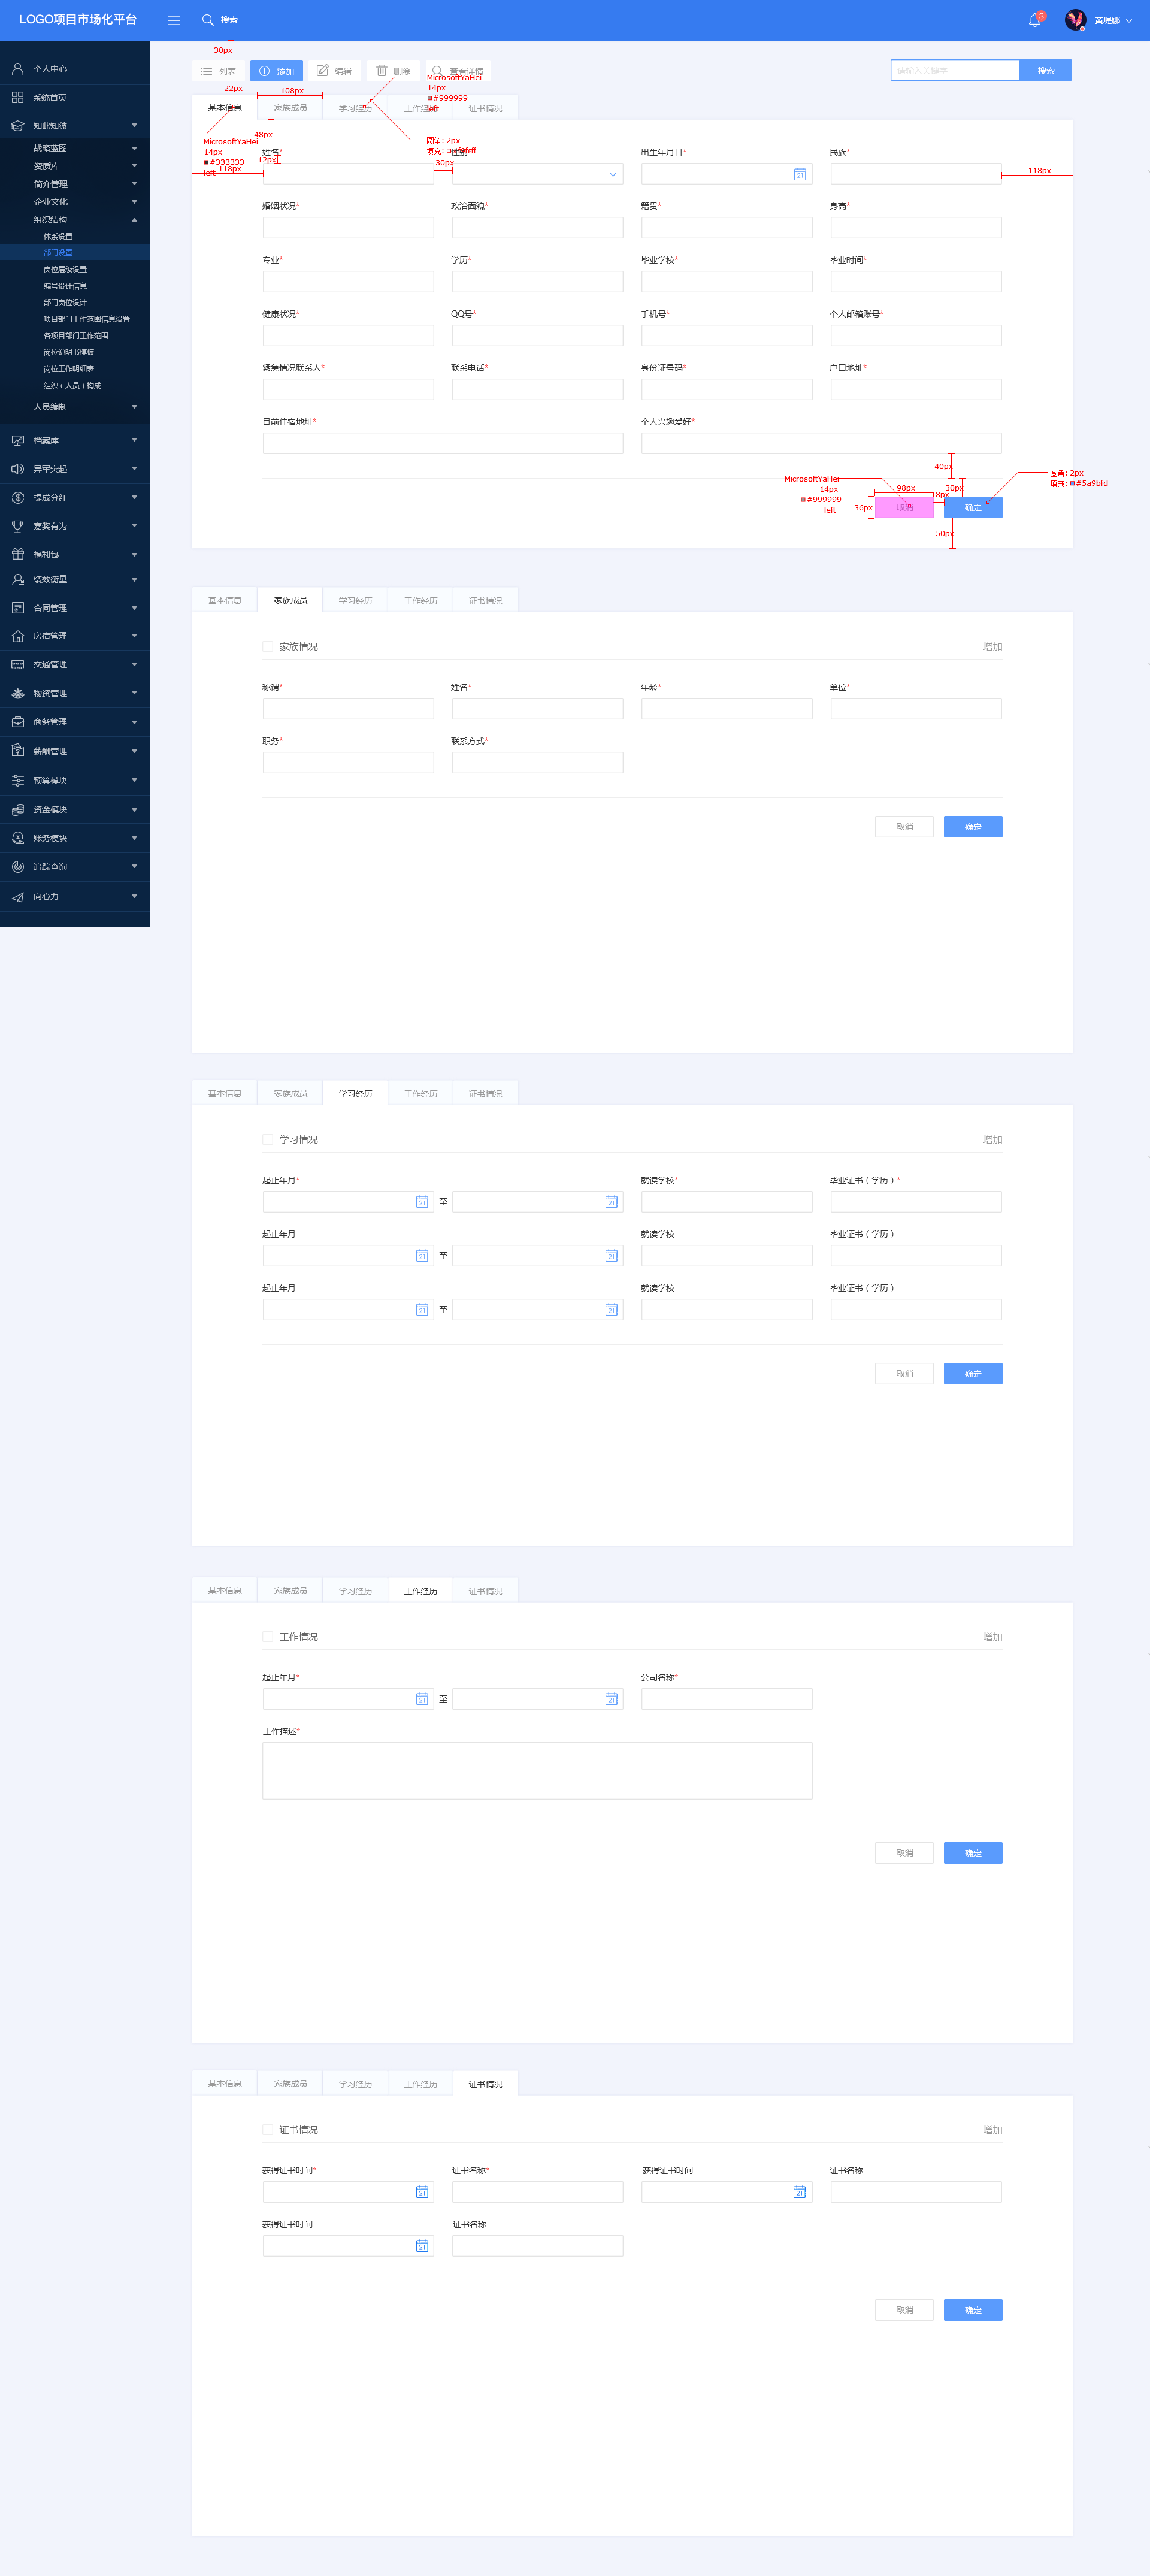 LOGO项目市场化平台
搜索
3
黄堤娜
个人中心
系统首页
知此知彼
战略蓝图
资质库
简介管理
企业文化
组织结构
体系设置
部门设置
岗位层级设置
编号设计信息
部门岗位设计
项目部门工作范围信息设置
各项目部门工作范围
岗位说明书模板
岗位工作明细表
组织（人员）构成
人员编制
档案库
异军突起
提成分红
嘉奖有为
福利包
绩效衡量
合同管理
房宿管理
交通管理
物资管理
商务管理
薪酬管理
预算模块
资金模块
账务模块
追踪查询
向心力
30px
列表 添加 编辑 删除 查看详情
请输入关键字 搜索
22px
108px
MicrosoftYaHei
14px
#999999
left
基本信息 家族成员 学习经历 工作经历 证书情况
MicrosoftYaHei
14px
#333333
left
48px
12px
118px
30px
圆角: 2px
118px
姓名* 性别* 出生年月日* 民族*
21
婚姻状况* 政治面貌* 籍贯* 身高*
专业* 学历* 毕业学校* 毕业时间*
健康状况* QQ号* 手机号* 个人邮箱账号*
紧急情况联系人* 联系电话* 身份证号码* 户口地址*
目前住宿地址* 个人兴趣爱好*
40px
MicrosoftYaHei
14px
#999999
left
98px
30px
18px
36px
50px
圆角: 2px
填充: #5a9bfd
取消 确定
基本信息 家族成员 学习经历 工作经历 证书情况
家族情况 增加
称谓* 姓名* 年龄* 单位*
职务* 联系方式*
取消 确定
基本信息 家族成员 学习经历 工作经历 证书情况
学习情况 增加
起止年月* 就读学校* 毕业证书（学历）*
21 至 21
起止年月 就读学校 毕业证书（学历）
21 至 21
起止年月 就读学校 毕业证书（学历）
21 至 21
取消 确定
基本信息 家族成员 学习经历 工作经历 证书情况
工作情况 增加
起止年月* 公司名称*
21 至 21
工作描述*
取消 确定
基本信息 家族成员 学习经历 工作经历 证书情况
证书情况 增加
获得证书时间* 证书名称* 获得证书时间 证书名称
21 21
获得证书时间 证书名称
21
取消 确定